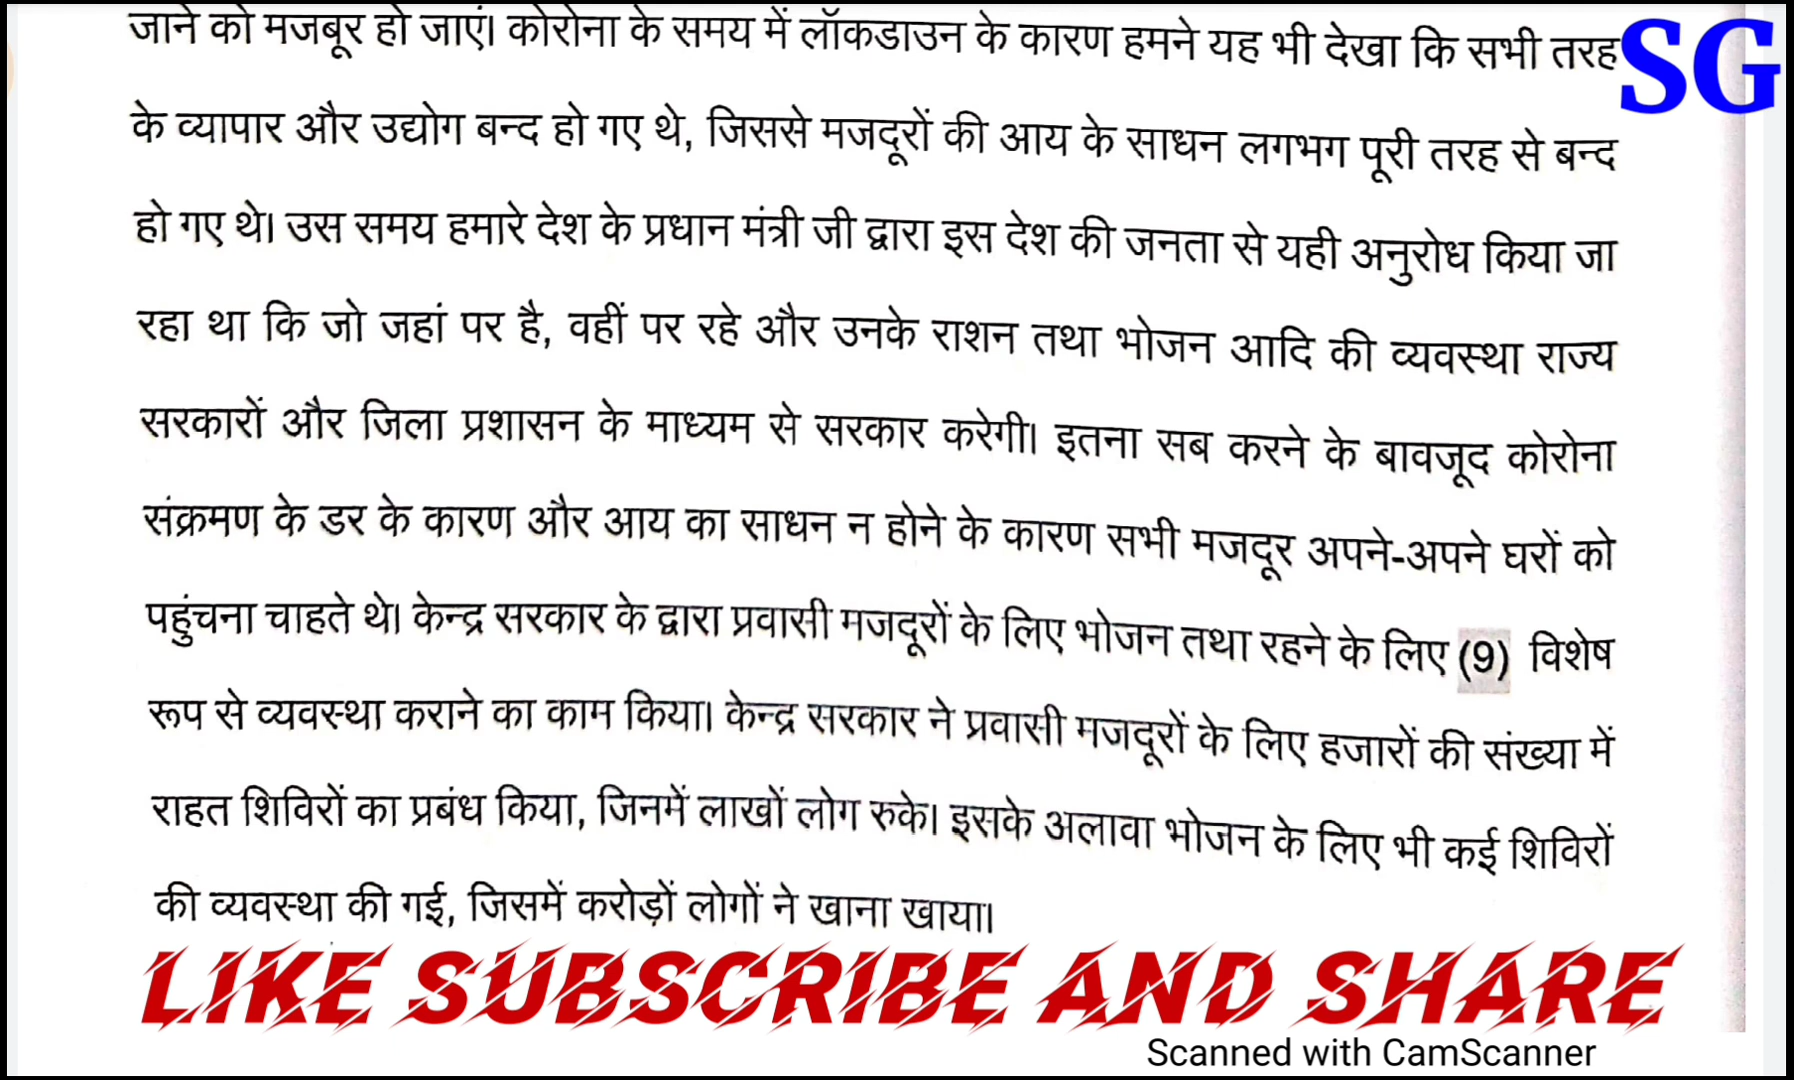 जाने को मजबूर हो जाएं। कोरोना के समय में लॉकडाउन के कारण हमने यह भी देखा कि सभी तरह
SG
के व्यापार और उद्योग बन्द हो गए थे, जिससे मजदूरों की आय के साधन लगभग पूरी तरह से बन्द
हो गए थे। उस समय हमारे देश के प्रधान मंत्री जी द्वारा इस देश की जनता से यही अनुरोध किया जा
रहा था कि जो जहां पर है, वहीं पर रहे और उनके राशन तथा भोजन आदि की व्यवस्था राज्य
सरकारों और जिला प्रशासन के माध्यम से सरकार करेगी। इतना सब करने के बावजूद कोरोना
संक्रमण के डर के कारण और आय का साधन न होने के कारण सभी मजदूर अपने-अपने घरों को
पहुंचना चाहते थे। केन्द्र सरकार के द्वारा प्रवासी मजदूरों के लिए भोजन तथा रहने के लिए (9) विशेष
रूप से व्यवस्था कराने का काम किया। केन्द्र सरकार ने प्रवासी मजदूरों के लिए हजारों की संख्या में
राहत शिविरों का प्रबंध किया, जिनमें लाखों लोग रुके। इसके अलावा भोजन के लिए भी कई शिविरों
की व्यवस्था की गई, जिसमें करोड़ों लोगों ने खाना खाया।
LIKE SUBSCRIBE AND SHARE
Scanned with CamScanner